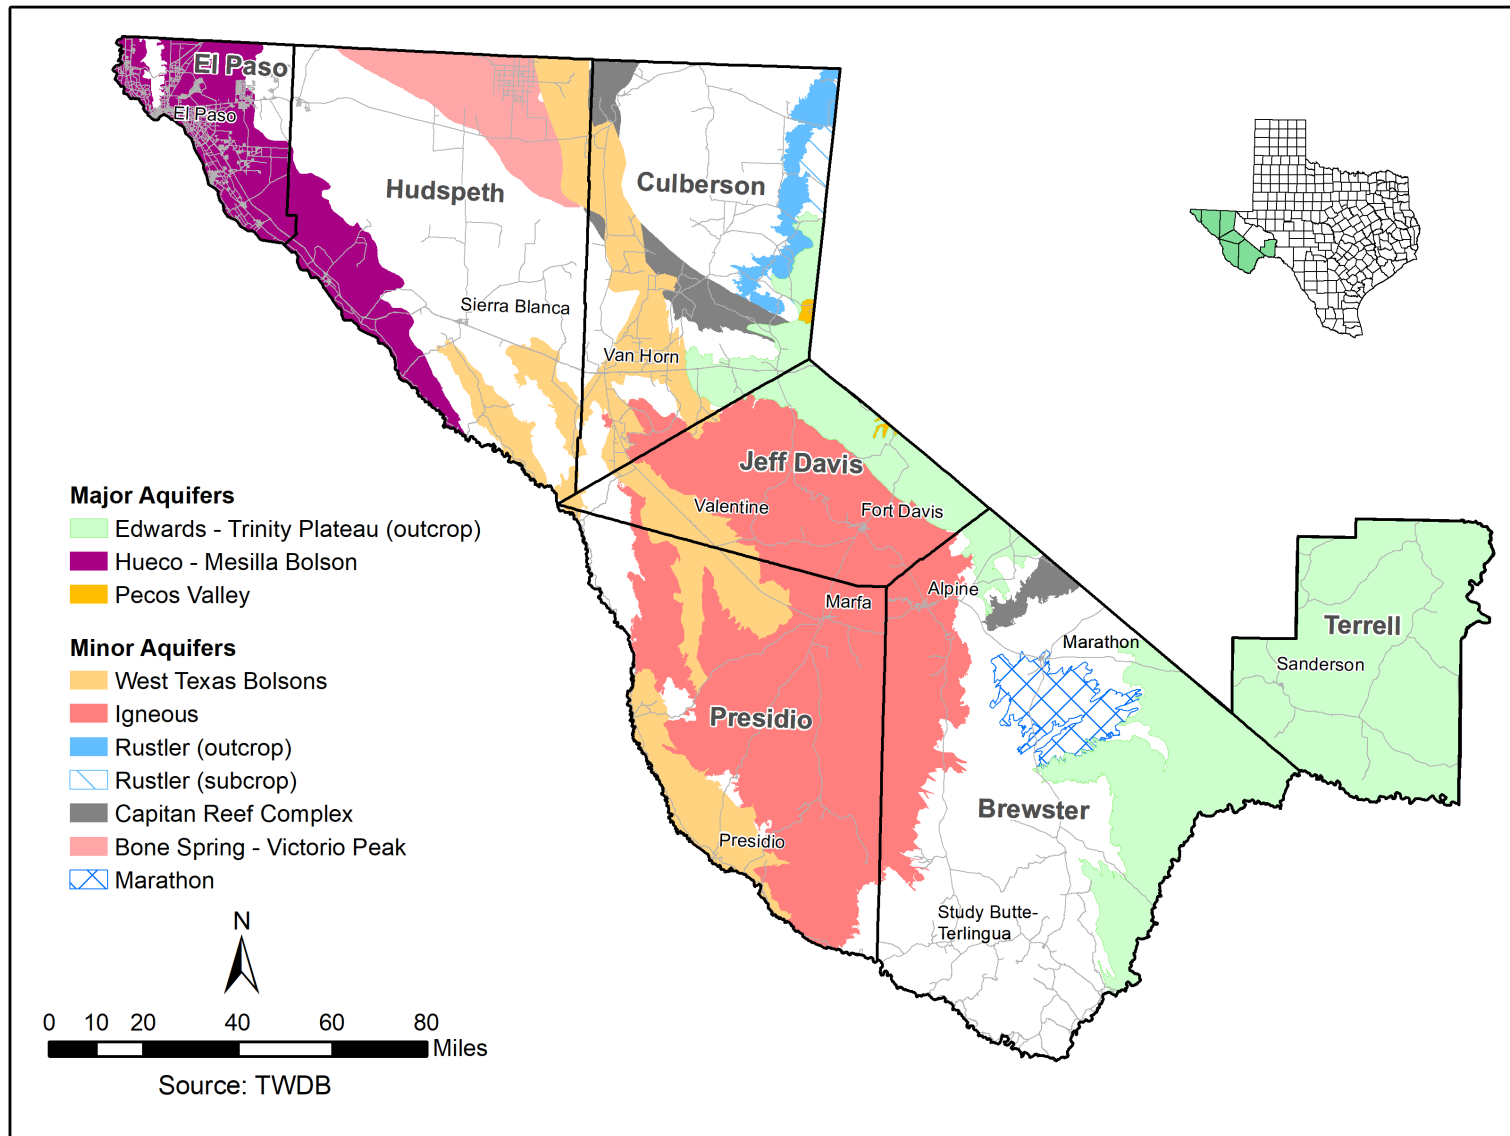 El Paso
El Paso
Hudspeth
Culberson
Sierra Blanca
Van Horn
Jeff Davis
Valentine
Fort Davis
Alpine
Marfa
Marathon
Terrell
Sanderson
Presidio
Brewster
Presidio
Study Butte-
Terlingua
Major Aquifers
Edwards - Trinity Plateau (outcrop)
Hueco - Mesilla Bolson
Pecos Valley
Minor Aquifers
West Texas Bolsons
Igneous
Rustler (outcrop)
Rustler (subcrop)
Capitan Reef Complex
Bone Spring - Victorio Peak
Marathon
N
0 10 20 40 60 80
Miles
Source: TWDB